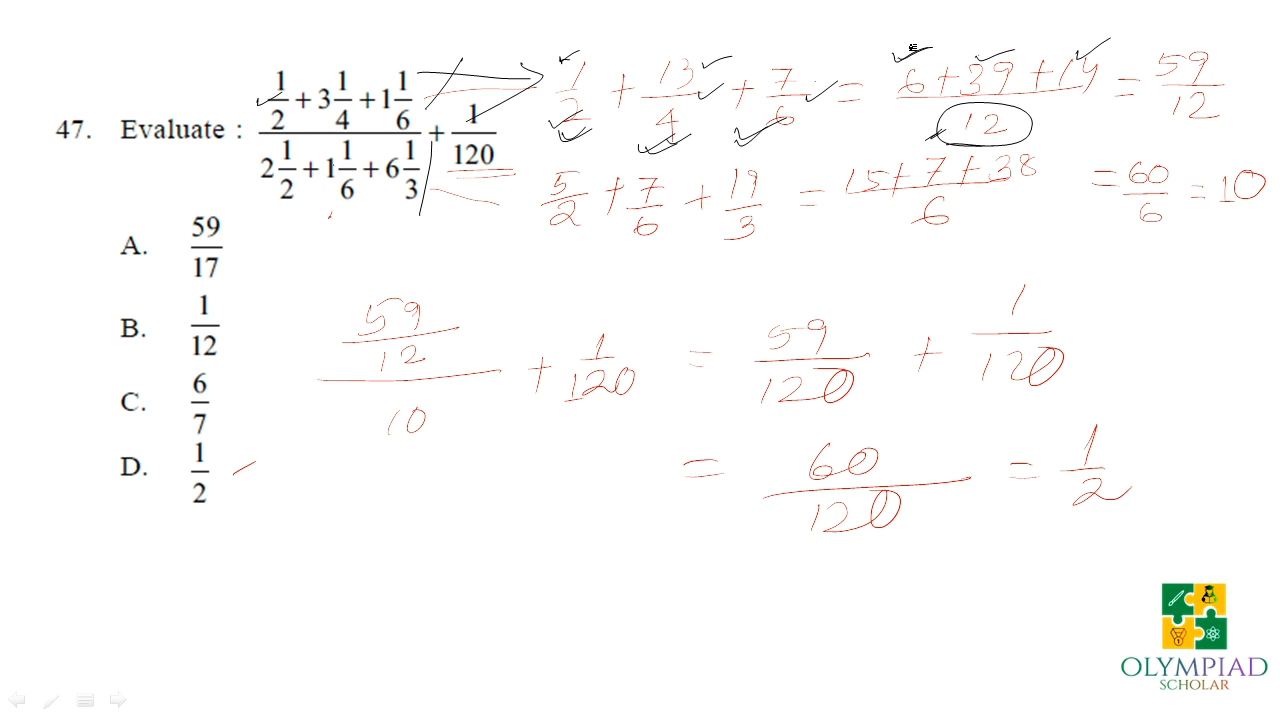 47. Evaluate : (1/2 + 3 1/4 + 1 1/6) / (2 1/2 + 1 1/6 + 6 1/3) + 1/120
1/2 + 13/4 + 7/6 = (6 + 39 + 14)/12 = 59/12
5/2 + 7/6 + 19/3 = (15 + 7 + 38)/6 = 60/6 = 10
A. 59/17
B. 1/12
C. 6/7
D. 1/2
(59/12)/10 + 1/120 = 59/120 + 1/120
= 60/120 = 1/2
OLYMPIAD
SCHOLAR